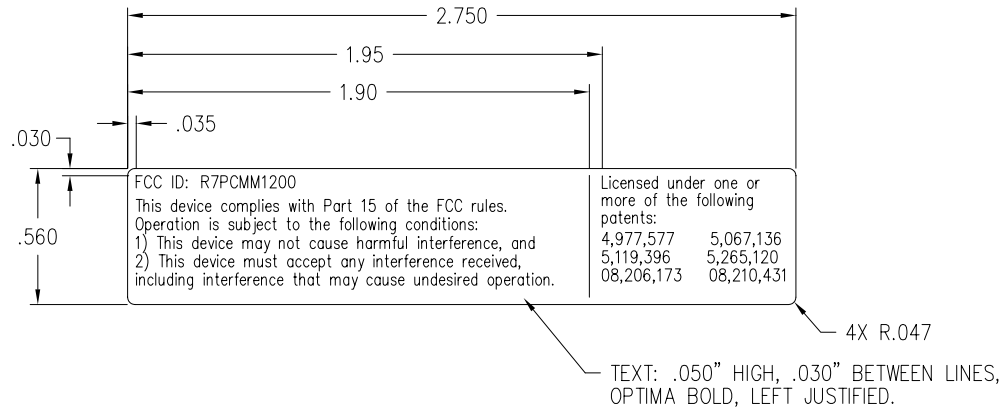 2.750
1.95
1.90
.035
.030
.560
FCC ID: R7PCMM1200
This device complies with Part 15 of the FCC rules.
Operation is subject to the following conditions:
1) This device may not cause harmful interference, and
2) This device must accept any interference received,
including interference that may cause undesired operation.
Licensed under one or
more of the following
patents:
4,977,577 5,067,136
5,119,396 5,265,120
08,206,173 08,210,431
4X R.047
TEXT: .050" HIGH, .030" BETWEEN LINES,
OPTIMA BOLD, LEFT JUSTIFIED.